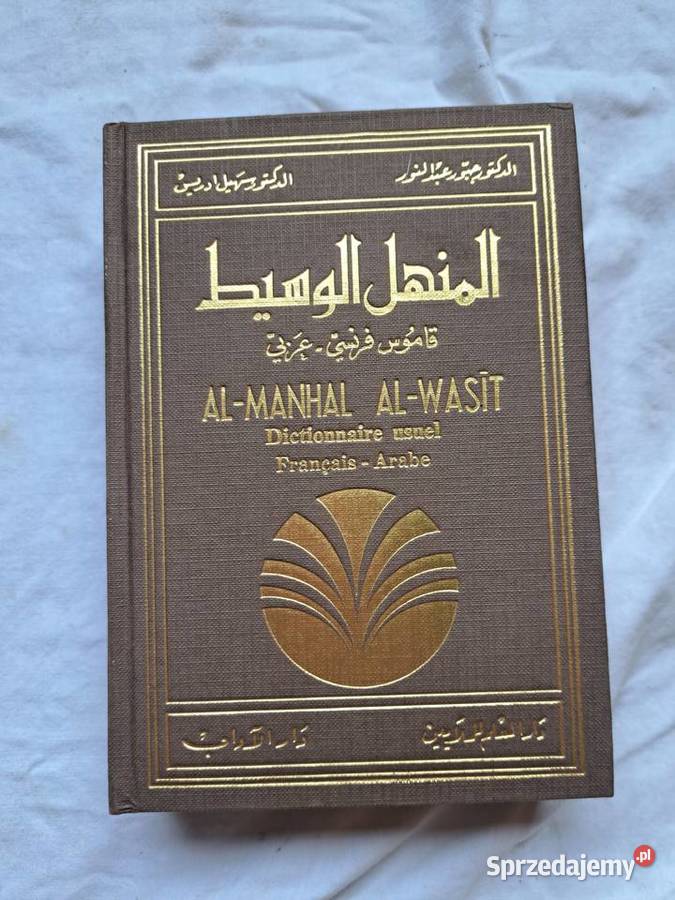 الدكتور جبور عبد النور الدكتور سهيل ادريس
المنهل الوسيط
قاموس فرنسيّ - عربيّ
AL-MANHAL AL-WASĪT
Dictionnaire usuel
Français - Arabe
دار العلم للملايين دار الآداب
Sprzedajemy.pl